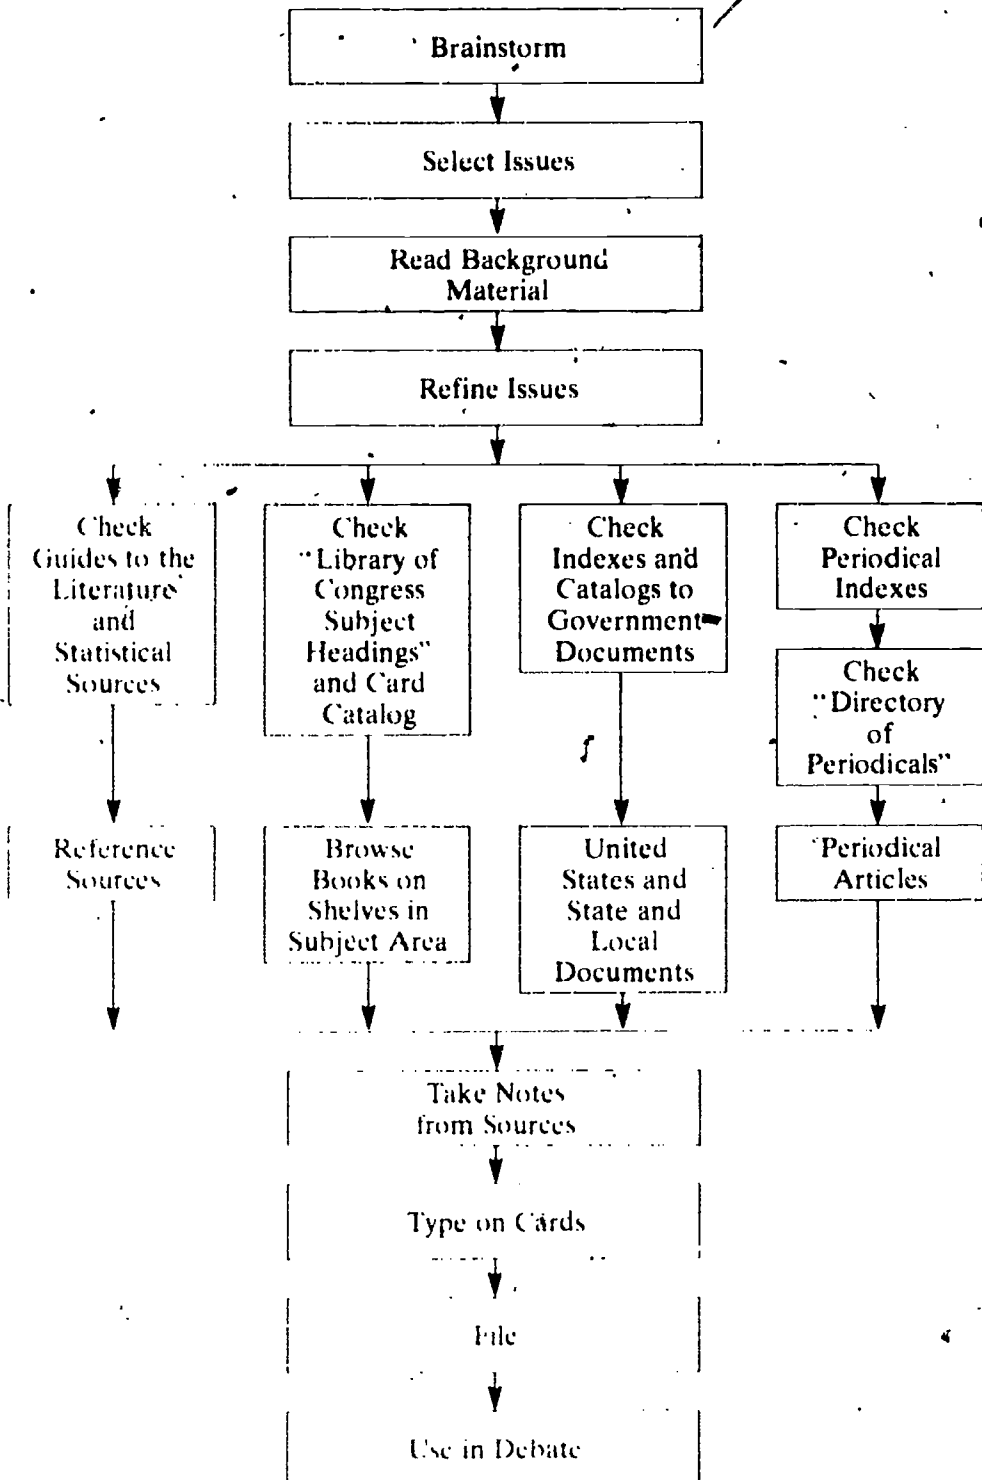 Brainstorm
Select Issues
Read Background
Material
Refine Issues
Check
Guides to the
Literature
and
Statistical
Sources
Check
"Library of
Congress
Subject
Headings"
and Card
Catalog
Check
Indexes and
Catalogs to
Government
Documents
Check
Periodical
Indexes
Check
"Directory
of
Periodicals"
Reference
Sources
Browse
Books on
Shelves in
Subject Area
United
States and
State and
Local
Documents
Periodical
Articles
Take Notes
from Sources
Type on Cards
File
Use in Debate